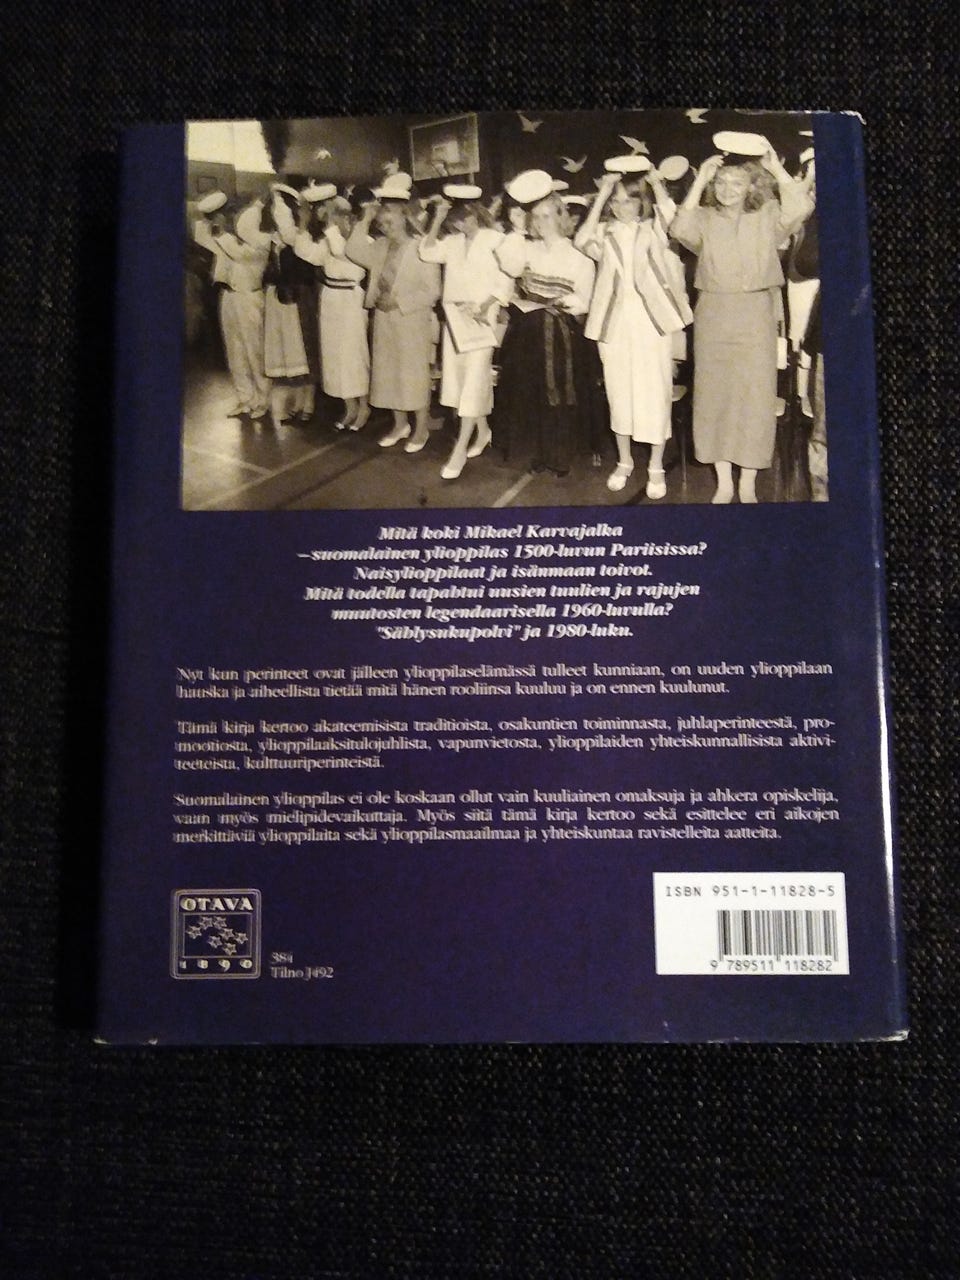 Mitä koki Mikael Karvajalka
–suomalainen ylioppilas 1500-luvun Pariisissa?
Naisylioppilaat ja isänmaan toivot.
Mitä todella tapahtui uusien tuulien ja rajujen
muutosten legendaarisella 1960-luvulla?
"Sählysukupolvi" ja 1980-luku.
Nyt kun perinteet ovat jälleen ylioppilaselämässä tulleet kunniaan, on uuden ylioppilaan
hauska ja aiheellista tietää mitä hänen rooliinsa kuuluu ja on ennen kuulunut.
Tämä kirja kertoo akateemisista traditioista, osakuntien toiminnasta, juhlaperinteestä, pro-
mootiosta, ylioppilaaksitulojuhlista, vapunvietosta, ylioppilaiden yhteiskunnallisista aktivi-
teeteista, kulttuuriperinteistä.
Suomalainen ylioppilas ei ole koskaan ollut vain kuuliainen omaksuja ja ahkera opiskelija,
vaan myös mielipidevaikuttaja. Myös siitä tämä kirja kertoo sekä esittelee eri aikojen
merkittäviä ylioppilaita sekä ylioppilasmaailmaa ja yhteiskuntaa ravistelleita aatteita.
OTAVA
1890
384
Tilno J492
ISBN 951-1-11828-5
9 789511 118282